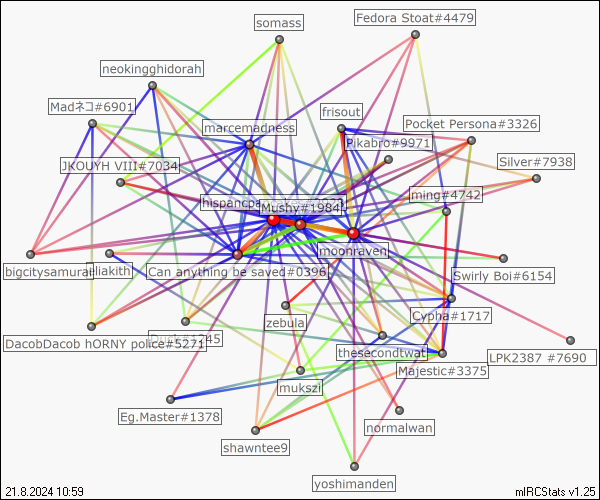 somass
Fedora Stoat#4479
neokingghidorah
Madネコ#6901
frisout
marcemadness
Pocket Persona#3326
Pikabro#9971
JKOUYH VIII#7034
Silver#7938
ming#4742
Mushy#1984
moonraven
bigcitysamurai
eliakith
Can anything be saved#0396
Swirly Boi#6154
Cypha#1717
zebula
DacobDacob hORNY police#5271
thesecondtwat
LPK2387 #7690
Majestic#3375
mukszi
Eg.Master#1378
normalwan
shawntee9
yoshimanden
21.8.2024 10:59
mIRCStats v1.25